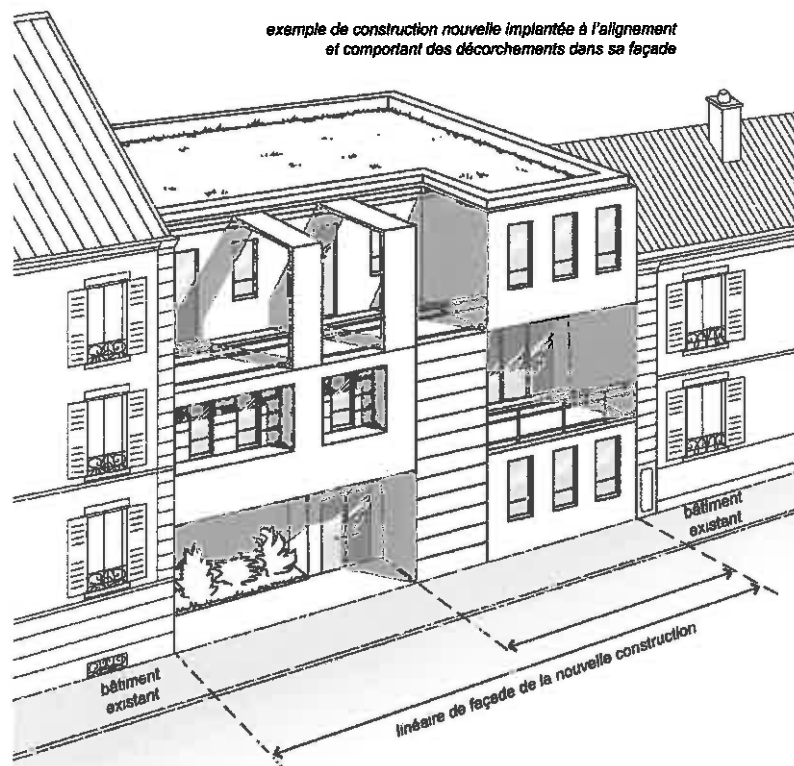 exemple de construction nouvelle implantée à l'alignement
et comportant des décorchements dans sa façade
bâtiment
existant
bâtiment
existant
linéaire de façade de la nouvelle construction